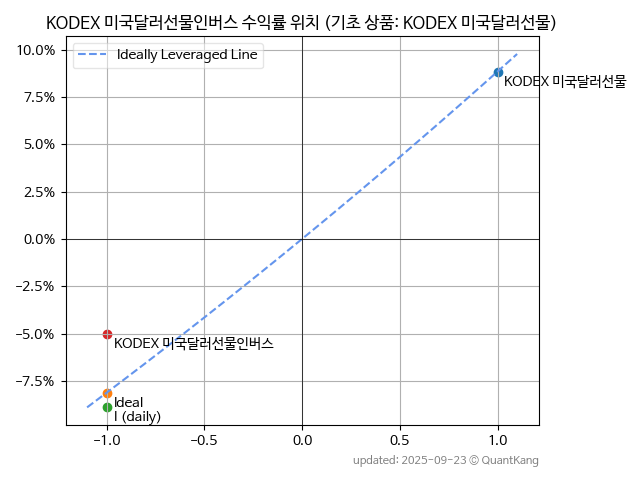 KODEX 미국달러선물인버스 수익률 위치 (기초 상품: KODEX 미국달러선물)
10.0%
7.5%
5.0%
2.5%
0.0%
−2.5%
−5.0%
−7.5%
Ideally Leveraged Line
KODEX 미국달러선물
KODEX 미국달러선물인버스
Ideal
I (daily)
−1.0
−0.5
0.0
0.5
1.0
updated: 2025-09-23 © QuantKang